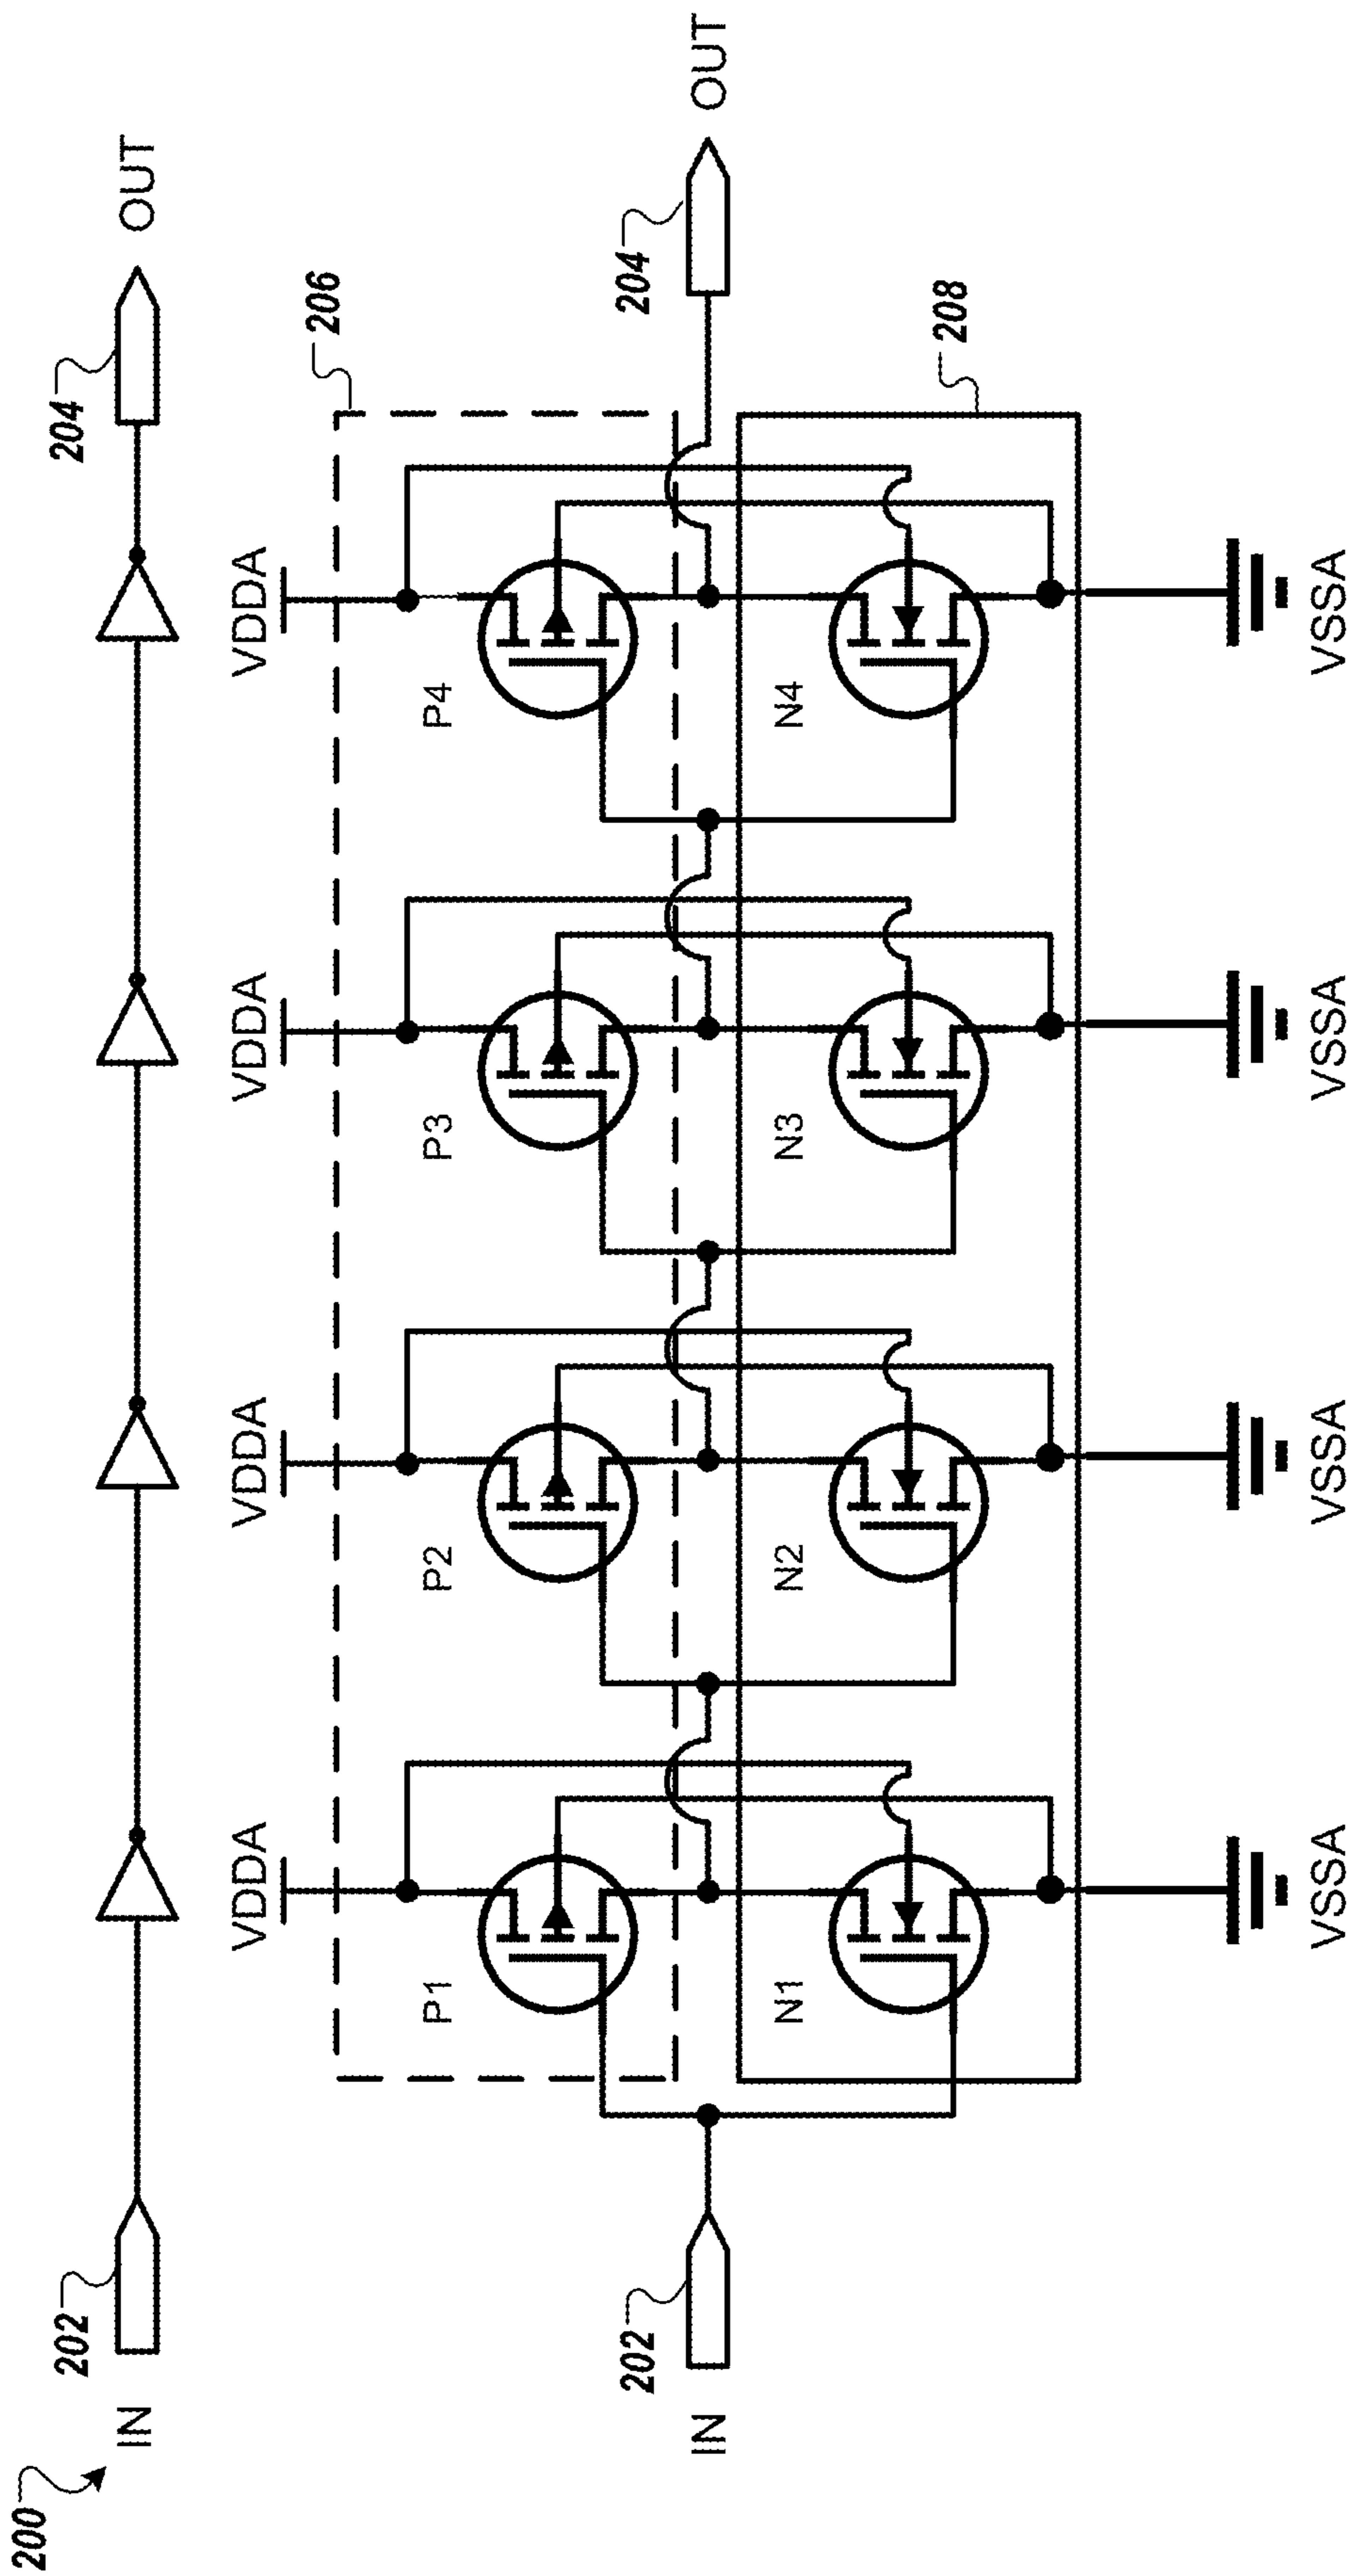 200
IN
202
204
OUT
VDDA
VDDA
VDDA
VDDA
206
P1
P2
P3
P4
IN
202
204
OUT
N1
N2
N3
N4
208
VSSA
VSSA
VSSA
VSSA